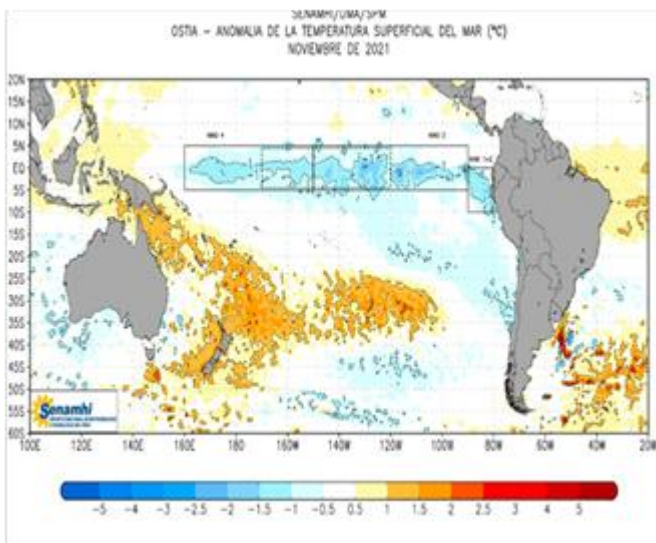 SENAMHI/DMA/SPM
OSTIA - ANOMALIA DE LA TEMPERATURA SUPERFICIAL DEL MAR (ºC)
NOVIEMBRE DE 2021
20N
15N
10N
5N
EQ
5S
10S
15S
20S
25S
30S
35S
40S
45S
50S
55S
60S
Senamhi
100E 120E 140E 160E 180 160W 140W 120W 100W 80W 60W 40W 20W
-5 -4 -3 -2.5 -2 -1.5 -1 -0.5 0.5 1 1.5 2 2.5 3 4 5